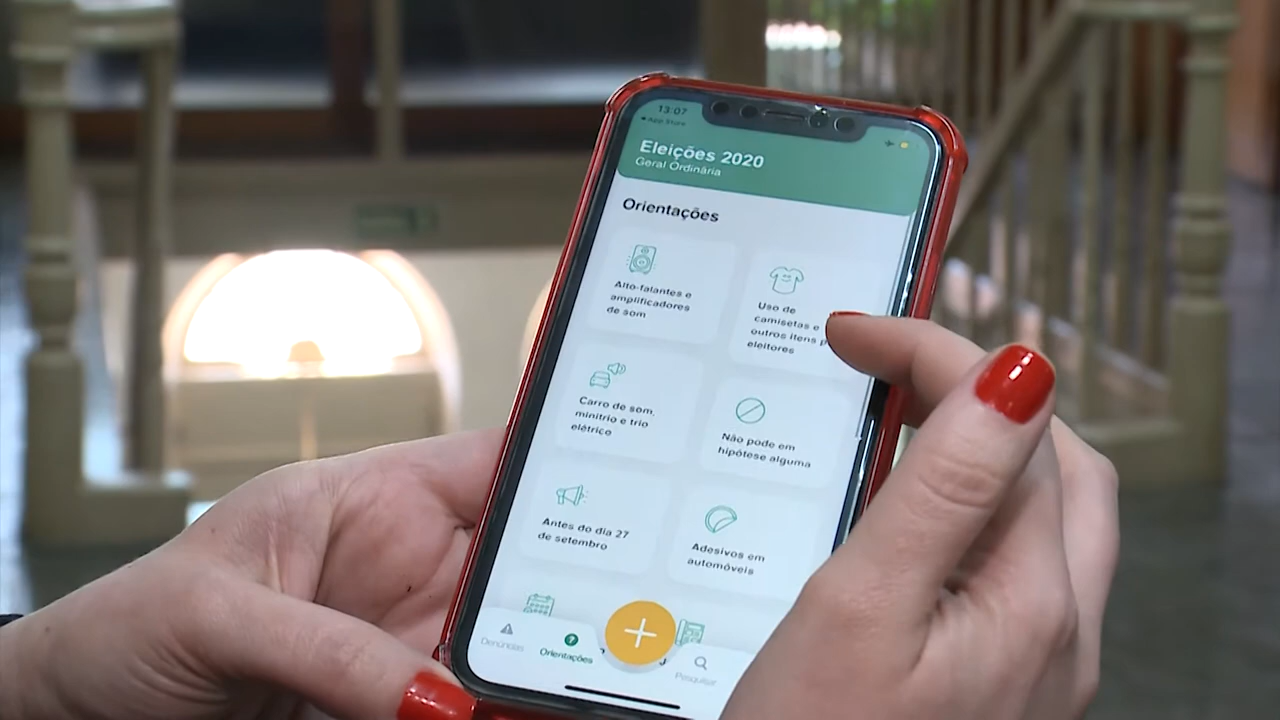 13:07
App Store
Eleições 2020
Geral Ordinária
Orientações
Alto-falantes e
amplificadores
de som
Uso de
camisetas e
outros itens p
eleitores
Carro de som,
minitrio e trio
elétrico
Não pode em
hipótese alguma
Antes do dia 27
de setembro
Adesivos em
automóveis
Denúncias
Orientações
Pesquisar